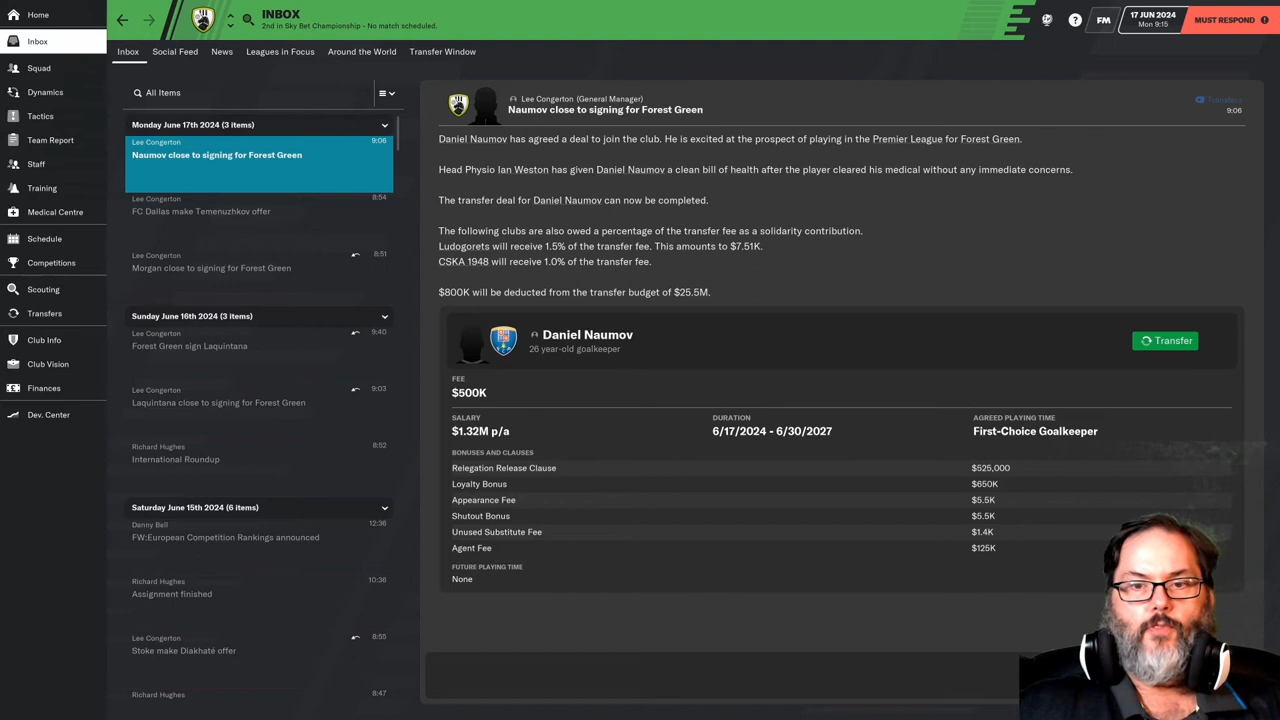 Home
INBOX
2nd in Sky Bet Championship - No match scheduled.
FM
17 JUN 2024
Mon 9:15
MUST RESPOND
Inbox
Squad
Dynamics
Tactics
Team Report
Staff
Training
Medical Centre
Schedule
Competitions
Scouting
Transfers
Club Info
Club Vision
Finances
Dev. Center
Inbox Social Feed News Leagues in Focus Around the World Transfer Window
All Items
Monday June 17th 2024 (3 items)
Lee Congerton 9:06
Naumov close to signing for Forest Green
Lee Congerton 8:54
FC Dallas make Temenuzhkov offer
Lee Congerton 8:51
Morgan close to signing for Forest Green
Sunday June 16th 2024 (3 items)
Lee Congerton 9:40
Forest Green sign Laquintana
Lee Congerton 9:03
Laquintana close to signing for Forest Green
Richard Hughes 8:52
International Roundup
Saturday June 15th 2024 (6 items)
Danny Bell 12:36
FW:European Competition Rankings announced
Richard Hughes 10:36
Assignment finished
Lee Congerton 8:55
Stoke make Diakhaté offer
Richard Hughes 8:47
Lee Congerton (General Manager)
Naumov close to signing for Forest Green
Transfers
9:06
Daniel Naumov has agreed a deal to join the club. He is excited at the prospect of playing in the Premier League for Forest Green.
Head Physio Ian Weston has given Daniel Naumov a clean bill of health after the player cleared his medical without any immediate concerns.
The transfer deal for Daniel Naumov can now be completed.
The following clubs are also owed a percentage of the transfer fee as a solidarity contribution.
Ludogorets will receive 1.5% of the transfer fee. This amounts to $7.51K.
CSKA 1948 will receive 1.0% of the transfer fee.
$800K will be deducted from the transfer budget of $25.5M.
Daniel Naumov
26 year-old goalkeeper
Transfer
FEE
$500K
SALARY DURATION AGREED PLAYING TIME
$1.32M p/a 6/17/2024 - 6/30/2027 First-Choice Goalkeeper
BONUSES AND CLAUSES
Relegation Release Clause $525,000
Loyalty Bonus $650K
Appearance Fee $5.5K
Shutout Bonus $5.5K
Unused Substitute Fee $1.4K
Agent Fee $125K
FUTURE PLAYING TIME
None